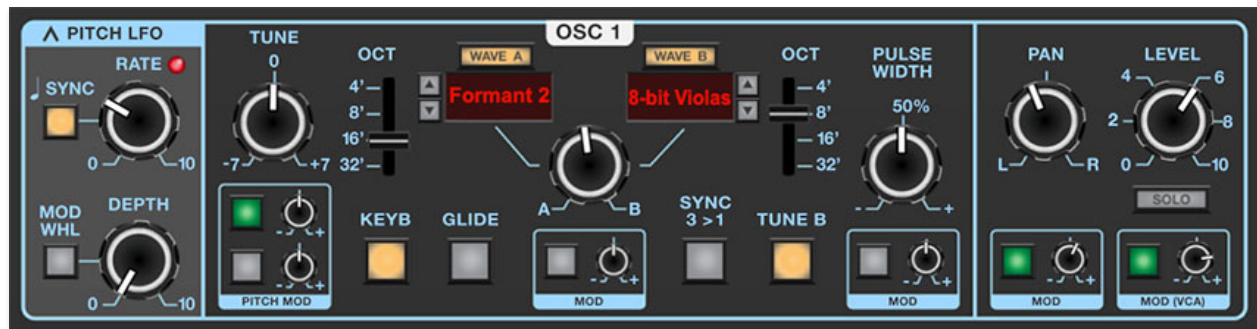 PITCH LFO
RATE
SYNC
0 10
MOD
WHL
DEPTH
0 10
OSC 1
TUNE
0
-7 +7
- +
- +
PITCH MOD
OCT
4'
8'
16'
32'
WAVE A
Formant 2
WAVE B
8-bit Violas
A B
OCT
4'
8'
16'
32'
PULSE
WIDTH
50%
- +
KEYB
GLIDE
- +
MOD
SYNC
3 >1
TUNE B
- +
MOD
PAN
L R
LEVEL
4 6
2 8
0 10
SOLO
- +
MOD
- +
MOD (VCA)